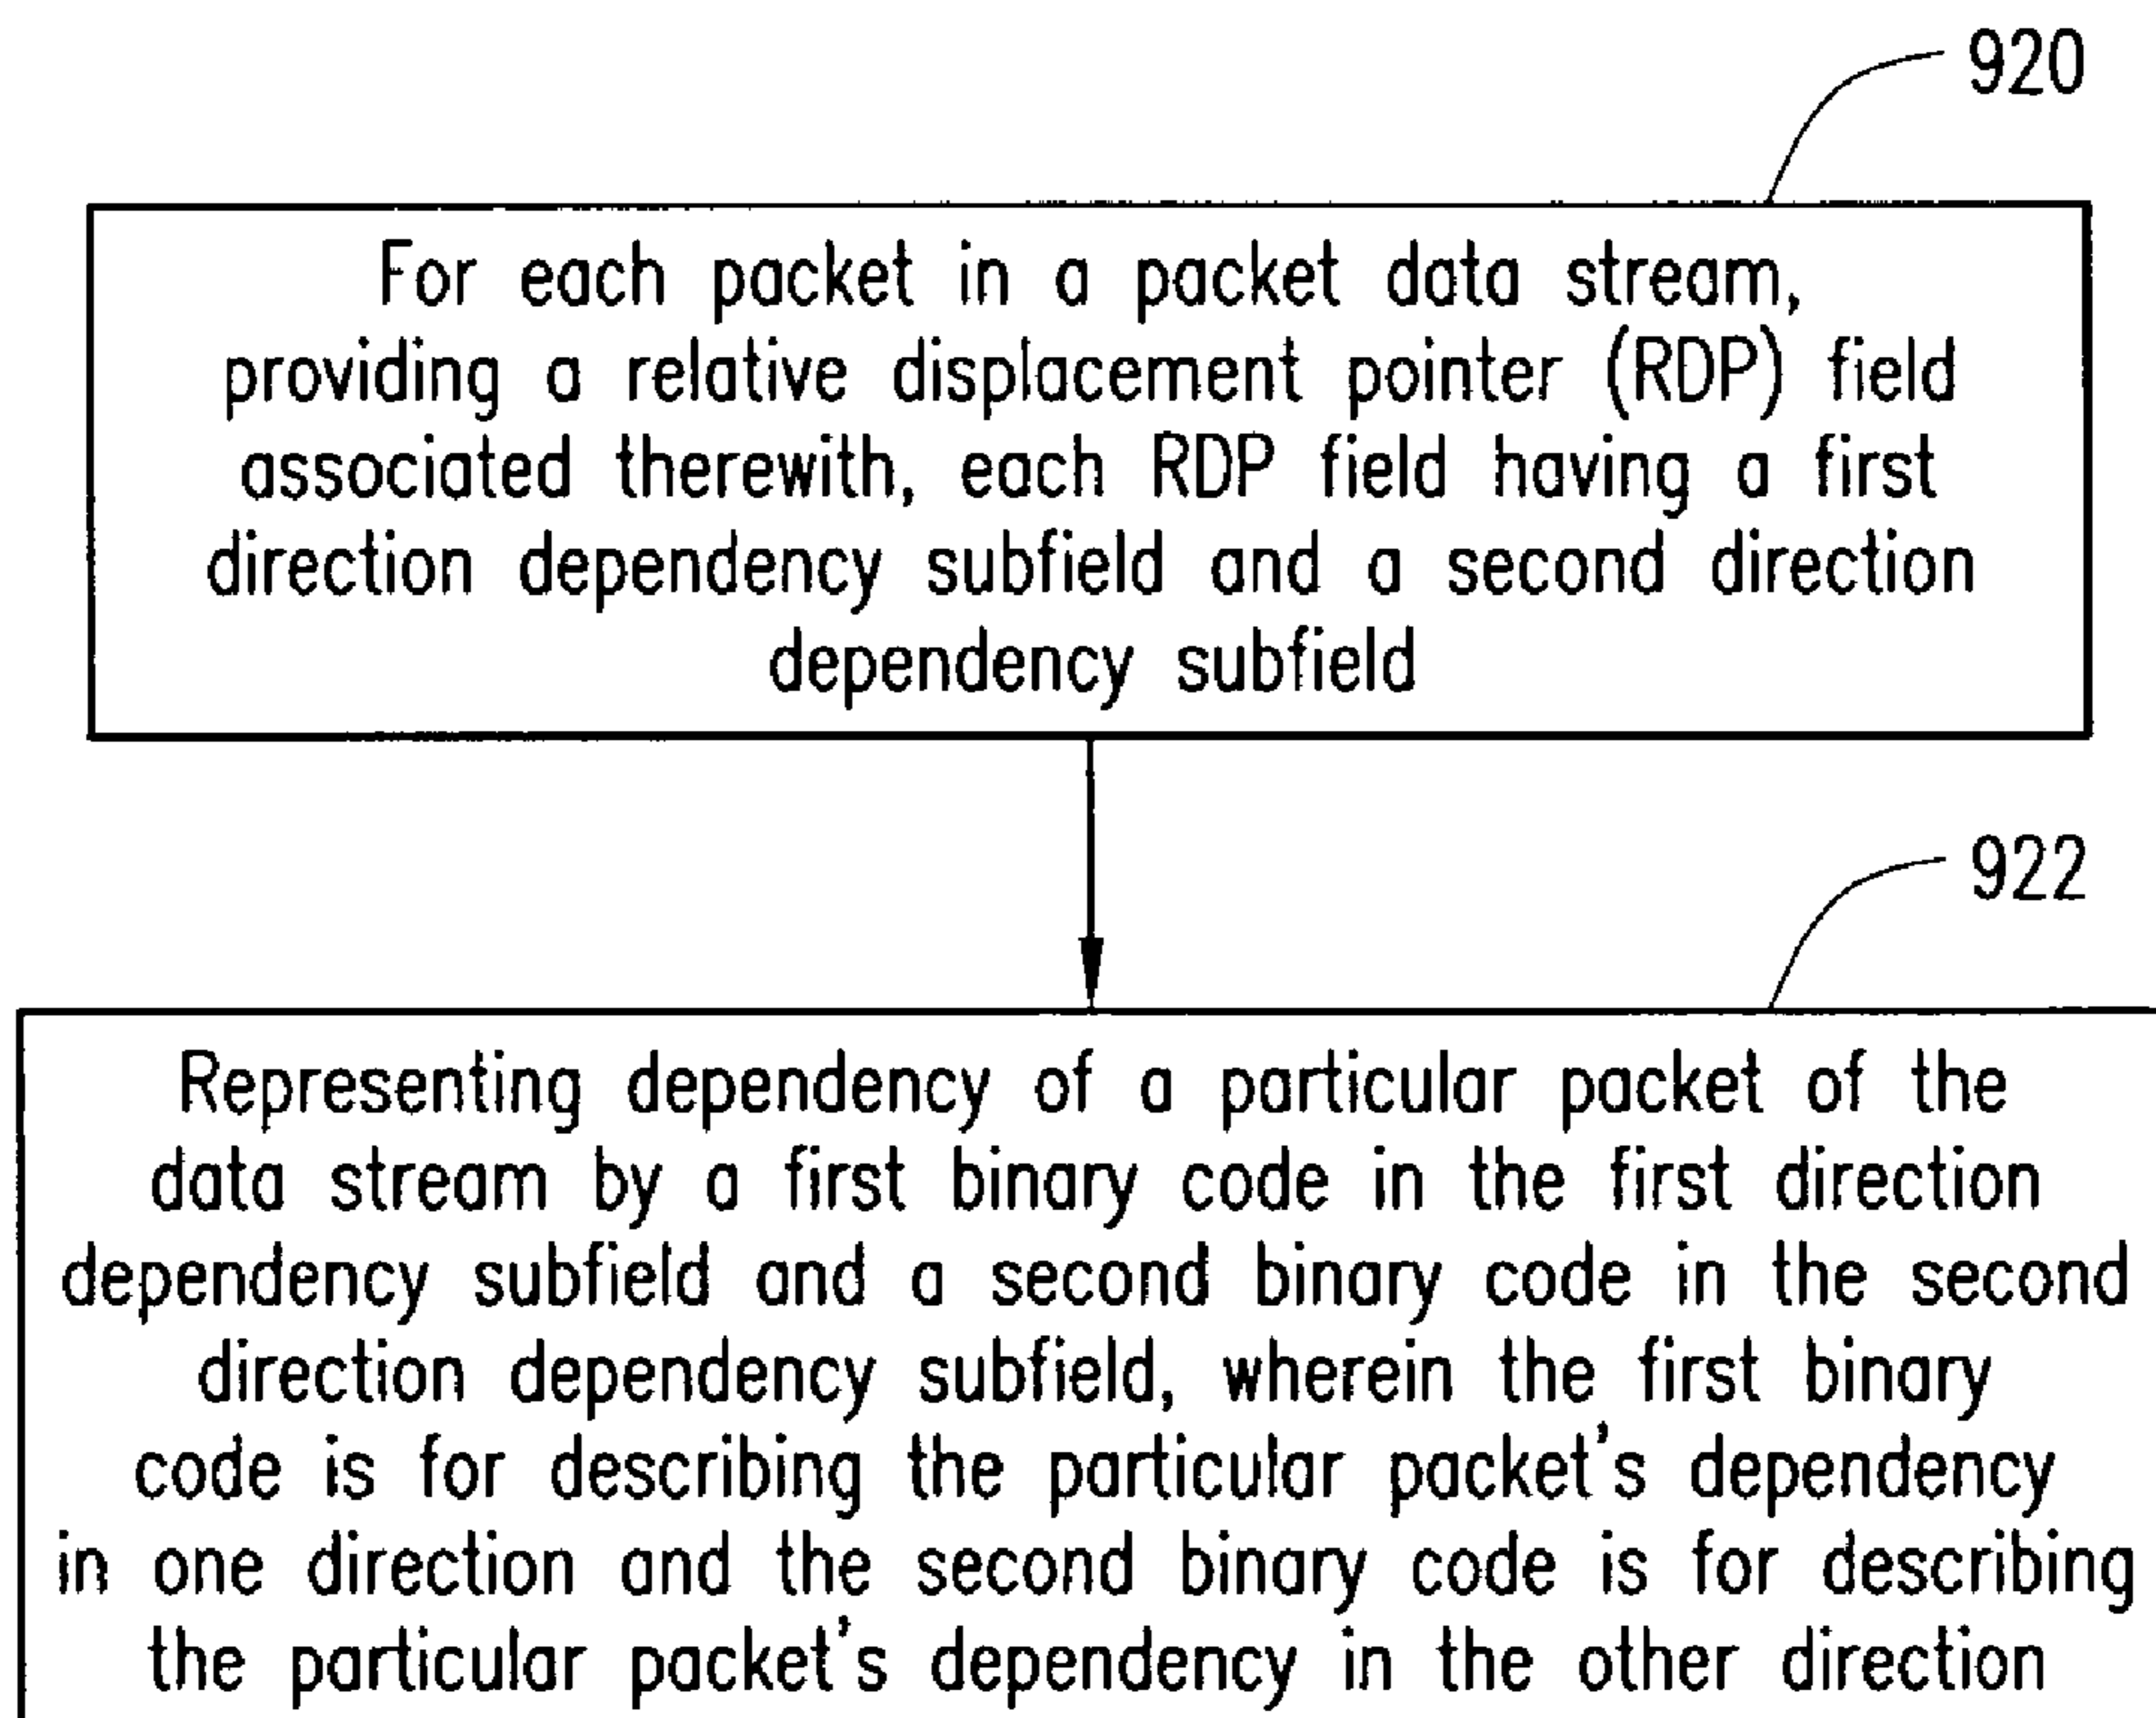 920
For each packet in a packet data stream,
providing a relative displacement pointer (RDP) field
associated therewith, each RDP field having a first
direction dependency subfield and a second direction
dependency subfield
922
Representing dependency of a particular packet of the
data stream by a first binary code in the first direction
dependency subfield and a second binary code in the second
direction dependency subfield, wherein the first binary
code is for describing the particular packet's dependency
in one direction and the second binary code is for describing
the particular packet's dependency in the other direction